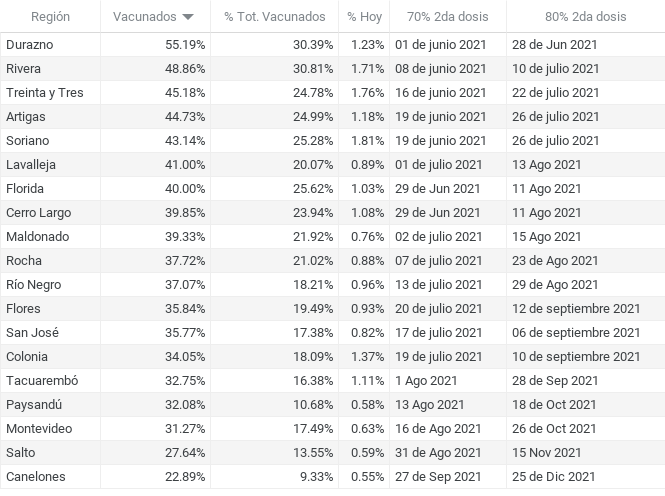 Región Vacunados % Tot. Vacunados % Hoy 70% 2da dosis 80% 2da dosis
Durazno 55.19% 30.39% 1.23% 01 de junio 2021 28 de Jun 2021
Rivera 48.86% 30.81% 1.71% 08 de junio 2021 10 de julio 2021
Treinta y Tres 45.18% 24.78% 1.76% 16 de junio 2021 22 de julio 2021
Artigas 44.73% 24.99% 1.18% 19 de junio 2021 26 de julio 2021
Soriano 43.14% 25.28% 1.81% 19 de junio 2021 26 de julio 2021
Lavalleja 41.00% 20.07% 0.89% 01 de julio 2021 13 Ago 2021
Florida 40.00% 25.62% 1.03% 29 de Jun 2021 11 Ago 2021
Cerro Largo 39.85% 23.94% 1.08% 29 de Jun 2021 11 Ago 2021
Maldonado 39.33% 21.92% 0.76% 02 de julio 2021 15 Ago 2021
Rocha 37.72% 21.02% 0.88% 07 de julio 2021 23 de Ago 2021
Río Negro 37.07% 18.21% 0.96% 13 de julio 2021 29 de Ago 2021
Flores 35.84% 19.49% 0.93% 20 de julio 2021 12 de septiembre 2021
San José 35.77% 17.38% 0.82% 17 de julio 2021 06 de septiembre 2021
Colonia 34.05% 18.09% 1.37% 19 de julio 2021 10 de septiembre 2021
Tacuarembó 32.75% 16.38% 1.11% 1 Ago 2021 28 de Sep 2021
Paysandú 32.08% 10.68% 0.58% 13 Ago 2021 18 de Oct 2021
Montevideo 31.27% 17.49% 0.63% 16 de Ago 2021 26 de Oct 2021
Salto 27.64% 13.55% 0.59% 31 de Ago 2021 15 Nov 2021
Canelones 22.89% 9.33% 0.55% 27 de Sep 2021 25 de Dic 2021